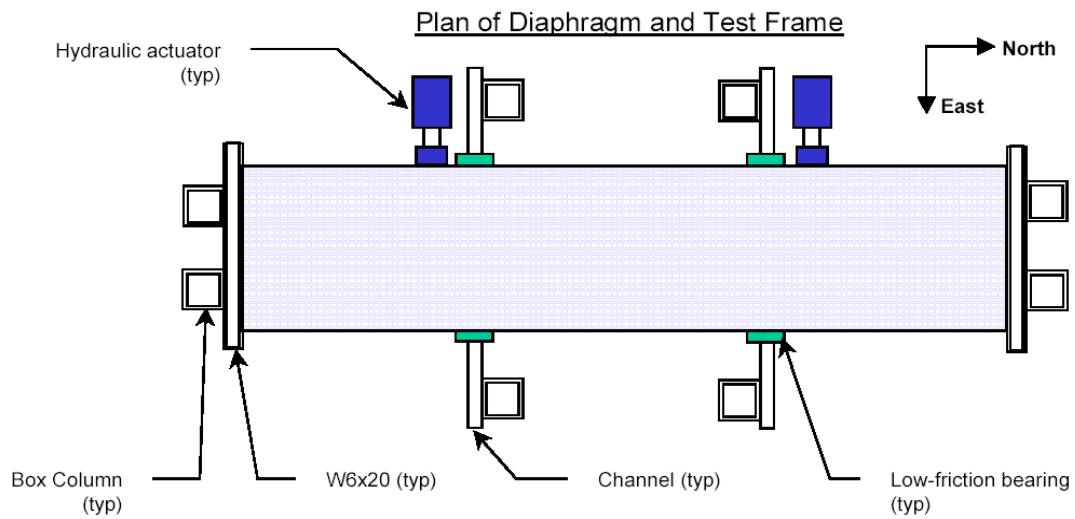 Plan of Diaphragm and Test Frame
Hydraulic actuator
(typ)
North
East
Box Column
(typ)
W6x20 (typ)
Channel (typ)
Low-friction bearing
(typ)